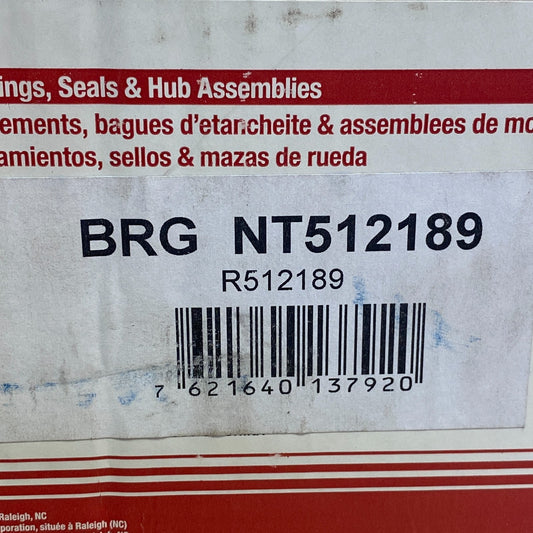 ings, Seals & Hub Assemblies
ements, bagues d'etancheite & assemblees de mo
amientos, sellos & mazas de rueda
BRG NT512189
R512189
7 621640 137920
Raleigh, NC
poration, située à Raleigh (NC)